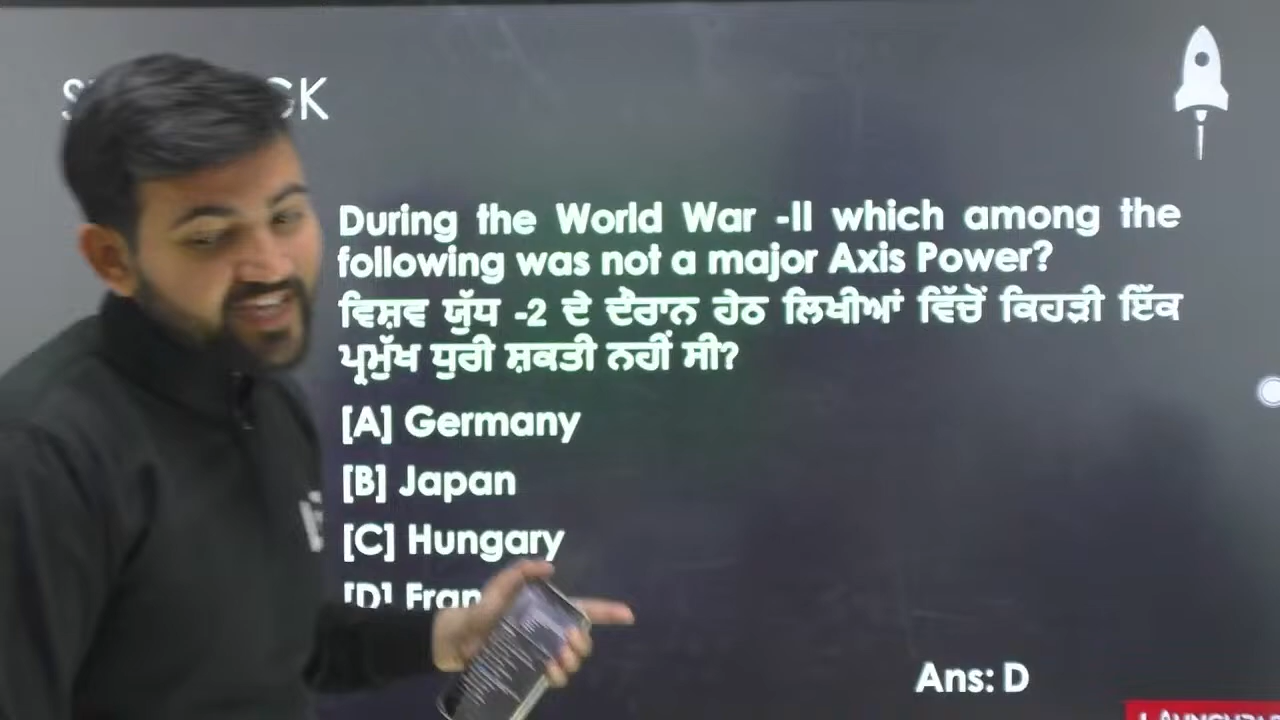 During the World War -II which among the
following was not a major Axis Power?
ਵਿਸ਼ਵ ਯੁੱਧ -2 ਦੇ ਦੌਰਾਨ ਹੇਠ ਲਿਖੀਆਂ ਵਿੱਚੋਂ ਕਿਹੜੀ ਇੱਕ
ਪ੍ਰਮੁੱਖ ਧੁਰੀ ਸ਼ਕਤੀ ਨਹੀਂ ਸੀ?
[A] Germany
[B] Japan
[C] Hungary
[D]
Ans: D